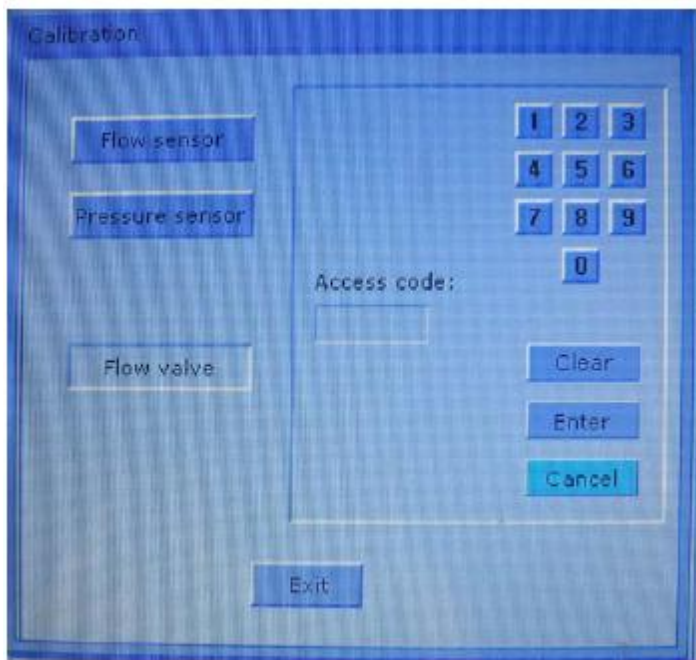 Calibration
Flow sensor
Pressure sensor
Flow valve
Access code:
1 2 3
4 5 6
7 8 9
0
Clear
Enter
Cancel
Exit